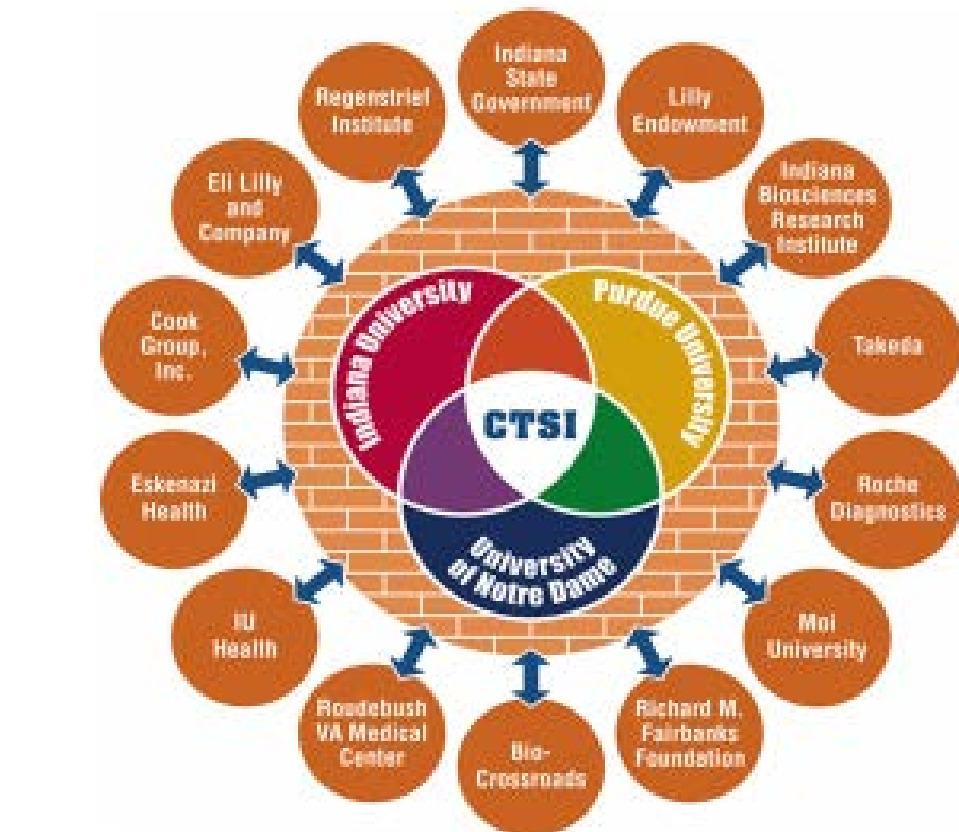 Indiana
State
Government
Lilly
Endowment
Indiana
Biosciences
Research
Institute
Takeda
Roche
Diagnostics
Moi
University
Richard M.
Fairbanks
Foundation
Bio-
Crossroads
Roudebush
VA Medical
Center
IU
Health
Eskenazi
Health
Cook
Group,
Inc.
Eli Lilly
and
Company
Regenstrief
Institute
Indiana University
Purdue University
CTSI
University
of Notre Dame